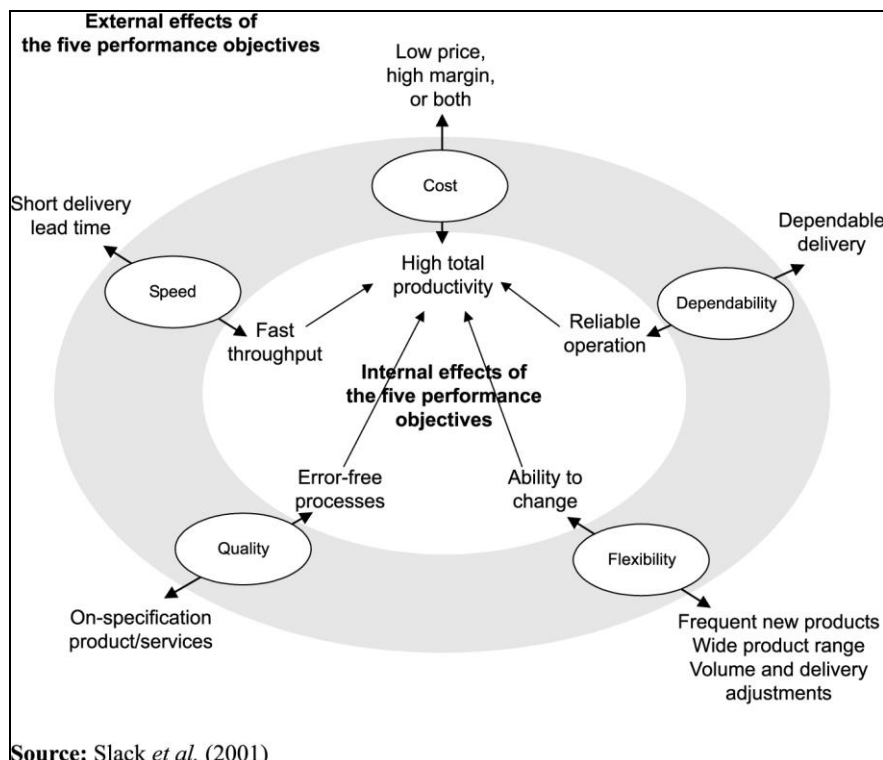 External effects of
the five performance objectives
Low price,
high margin,
or both
Cost
Short delivery
lead time
Dependable
delivery
High total
productivity
Speed
Dependability
Fast
throughput
Reliable
operation
Internal effects of
the five performance
objectives
Error-free
processes
Ability to
change
Quality
Flexibility
On-specification
product/services
Frequent new products
Wide product range
Volume and delivery
adjustments
Source: Slack et al. (2001)